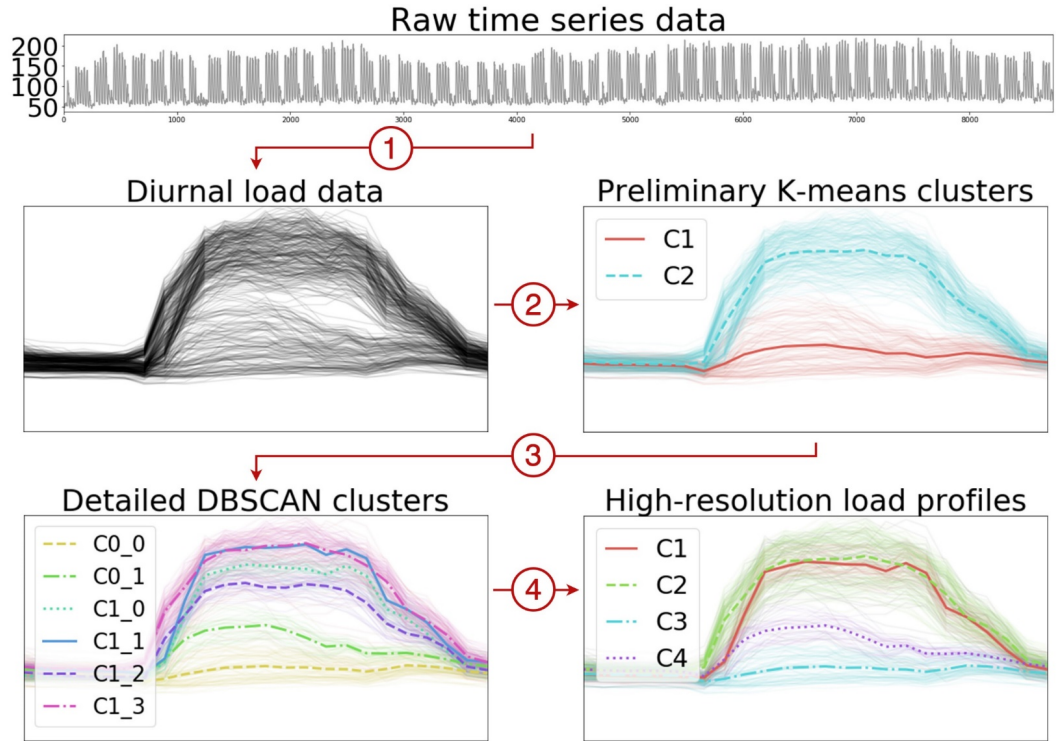 Raw time series data
200
150
100
50
0 1000 2000 3000 4000 5000 6000 7000 8000
1
Diurnal load data
Preliminary K-means clusters
C1
C2
2
3
Detailed DBSCAN clusters
High-resolution load profiles
C0_0
C0_1
C1_0
C1_1
C1_2
C1_3
4
C1
C2
C3
C4